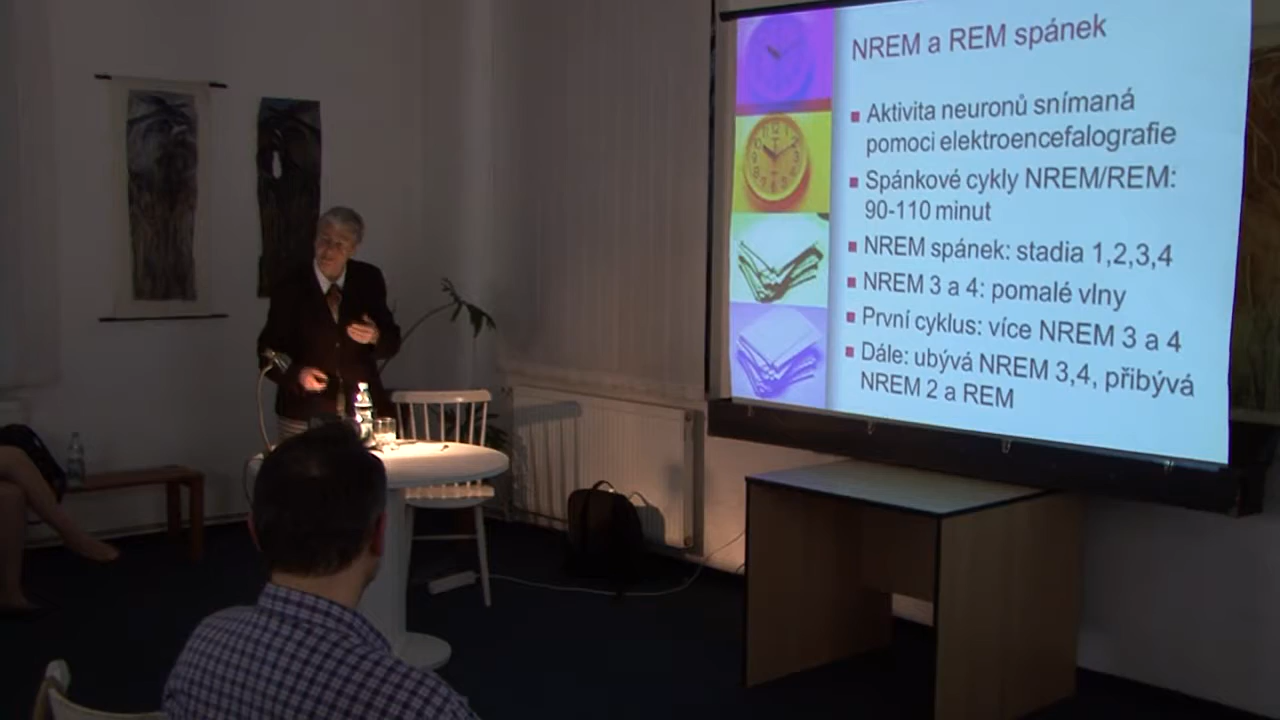 NREM a REM spánek
Aktivita neuronů snímaná
pomoci elektroencefalografie
Spánkové cykly NREM/REM:
90-110 minut
NREM spánek: stadia 1,2,3,4
NREM 3 a 4: pomalé vlny
První cyklus: více NREM 3 a 4
Dále: ubývá NREM 3,4, přibývá
NREM 2 a REM